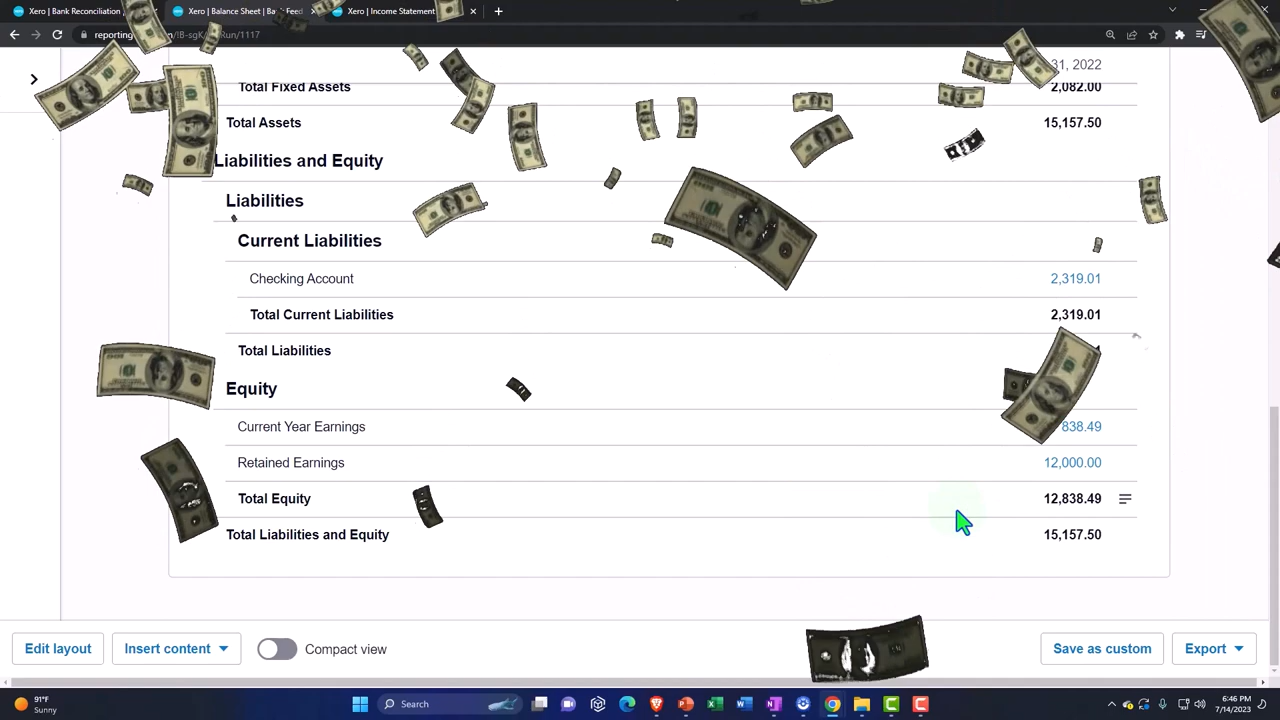 Xero | Bank Reconciliation
Xero | Balance Sheet | Bank Feed
Xero | Income Statement
31, 2022
Total Fixed Assets 2,082.00
Total Assets 15,157.50
Liabilities and Equity
Liabilities
Current Liabilities
Checking Account 2,319.01
Total Current Liabilities 2,319.01
Total Liabilities
Equity
Current Year Earnings 838.49
Retained Earnings 12,000.00
Total Equity 12,838.49
Total Liabilities and Equity 15,157.50
Edit layout Insert content Compact view Save as custom Export
91°F
Sunny
Search
6:46 PM
7/14/2023